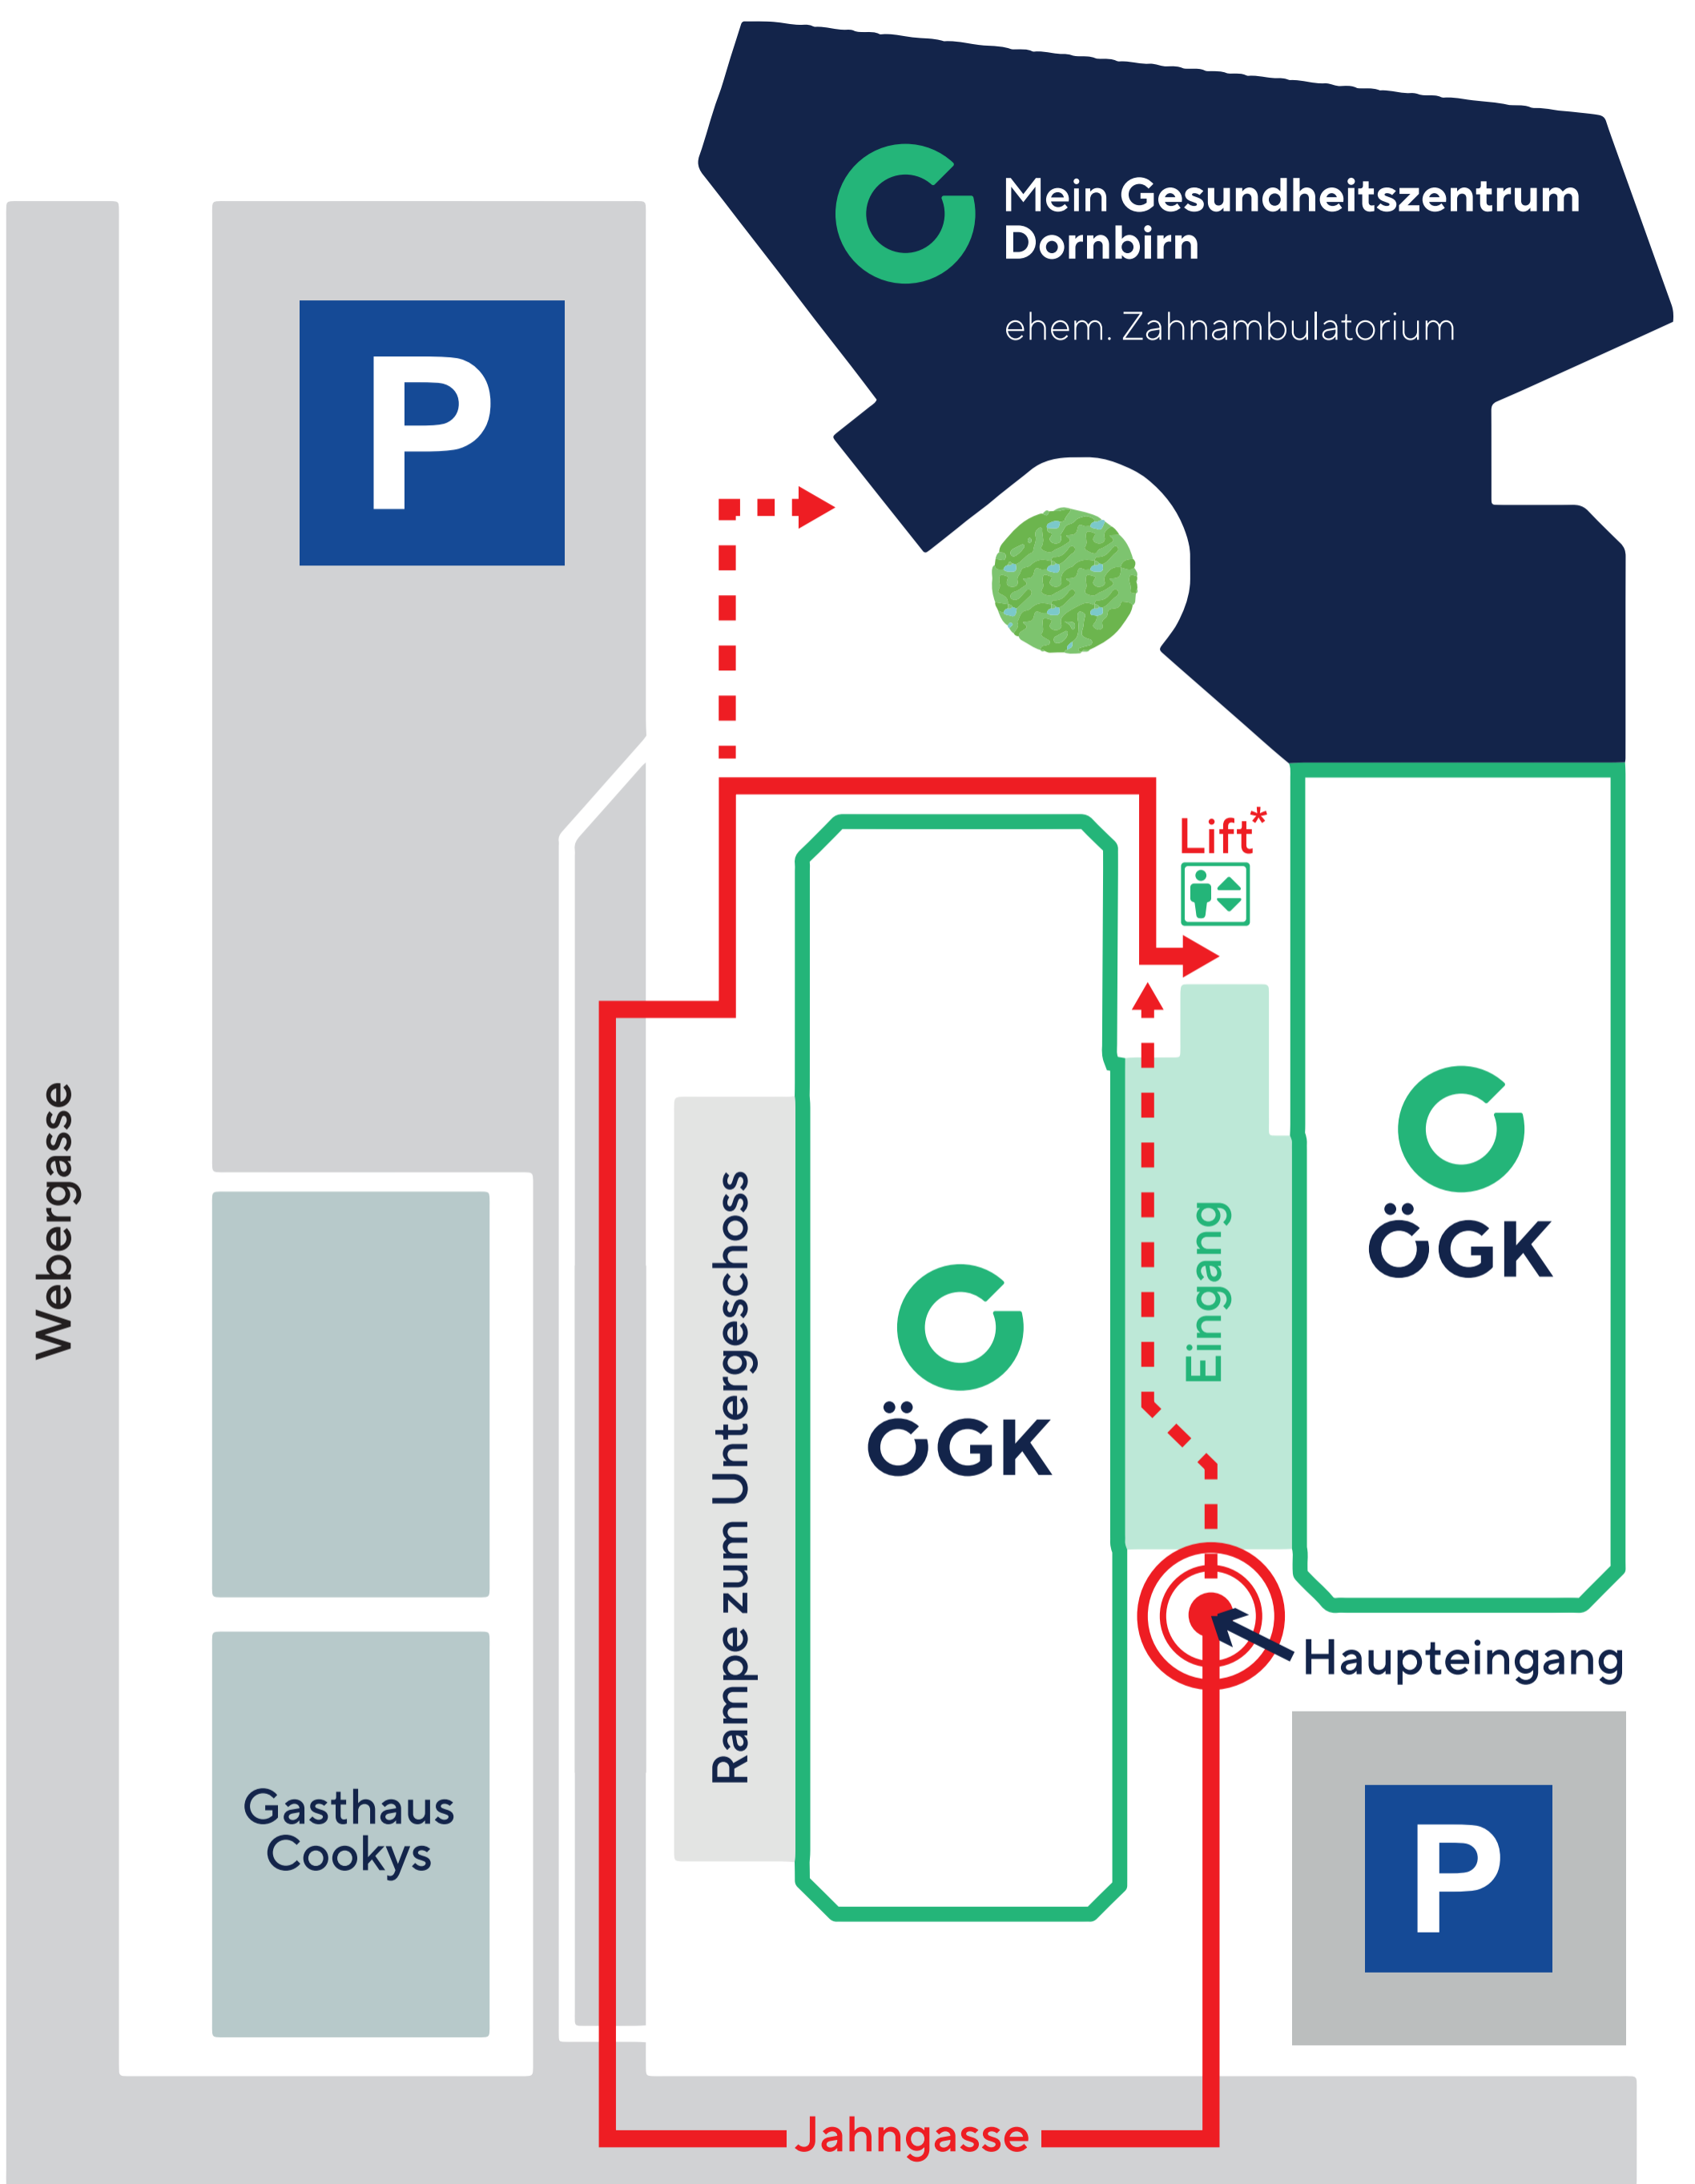 Mein Gesundheitszentrum
Dornbirn
ehem. Zahnambulatorium
P
Lift*
Webergasse
Rampe zum Untergeschoss
ÖGK
Eingang
ÖGK
Haupteingang
Gasthaus
Cookys
P
Jahngasse